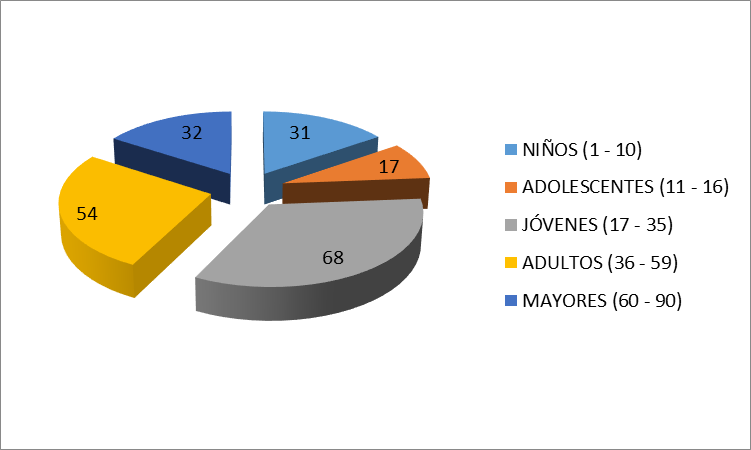 32
31
17
54
68
NIÑOS (1 - 10)
ADOLESCENTES (11 - 16)
JÓVENES (17 - 35)
ADULTOS (36 - 59)
MAYORES (60 - 90)